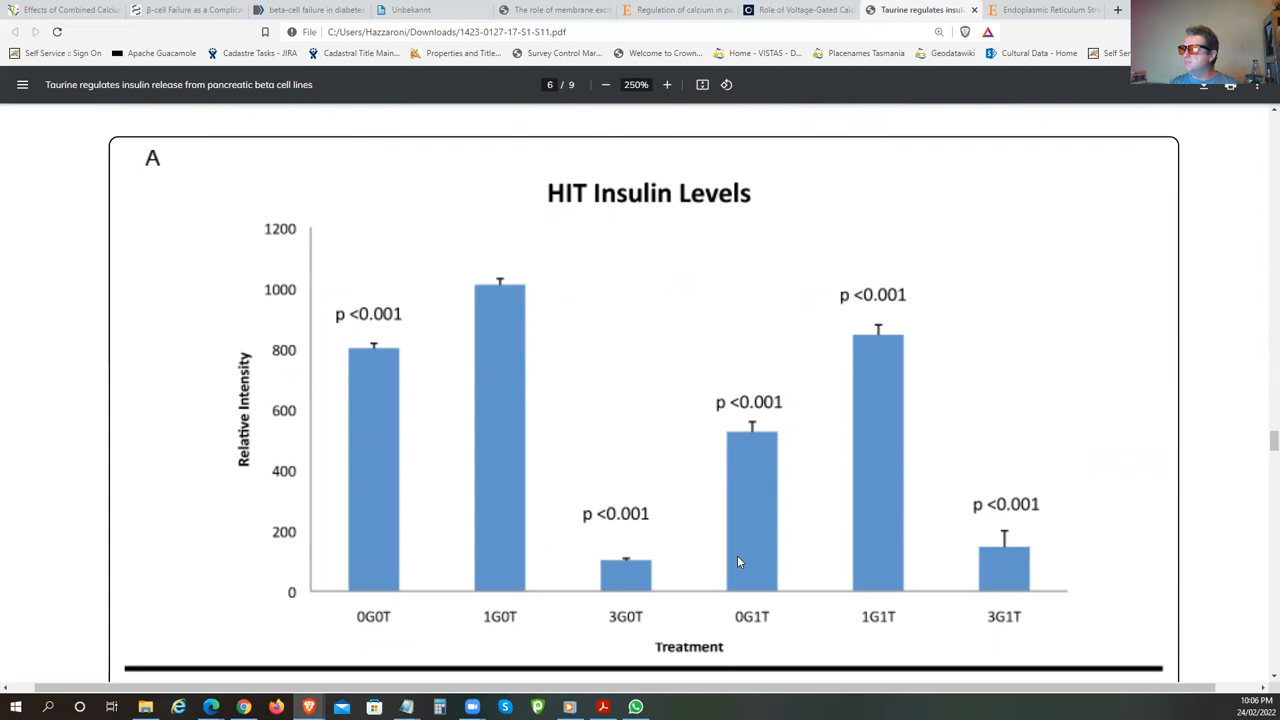 Effects of Combined Calciu
β-cell Failure as a Complica
beta-cell failure in diabetes
Unbekannt
The role of membrane exci
Regulation of calcium in pa
Role of Voltage-Gated Calc
Taurine regulates insul
Endoplasmic Reticulum Stre
File
C:/Users/Hazzaroni/Downloads/1423-0127-17-S1-S11.pdf
Self Service :: Sign On
Apache Guacamole
Cadastre Tasks - JIRA
Cadastral Title Main...
Properties and Title...
Survey Control Mar...
Welcome to Crown...
Home - VISTAS - D...
Placenames Tasmania
Geodatawiki
Cultural Data - Home
Self Serv
Taurine regulates insulin release from pancreatic beta cell lines
6 / 9
250%
A
HIT Insulin Levels
1200
1000
800
600
400
200
0
Relative Intensity
p <0.001
p <0.001
p <0.001
p <0.001
p <0.001
0G0T
1G0T
3G0T
0G1T
1G1T
3G1T
Treatment
10:06 PM
24/02/2022